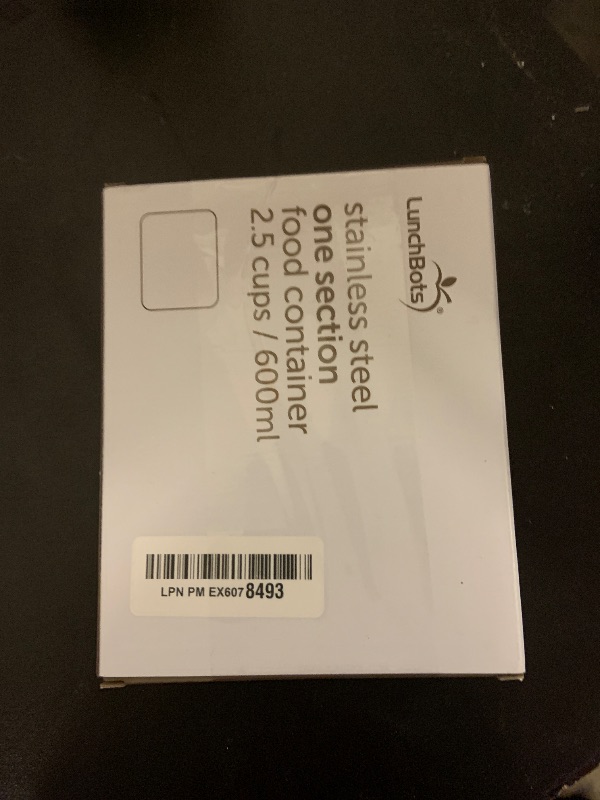 LunchBots®
stainless steel
one section
food container
2.5 cups / 600ml
LPN PM EX6078493